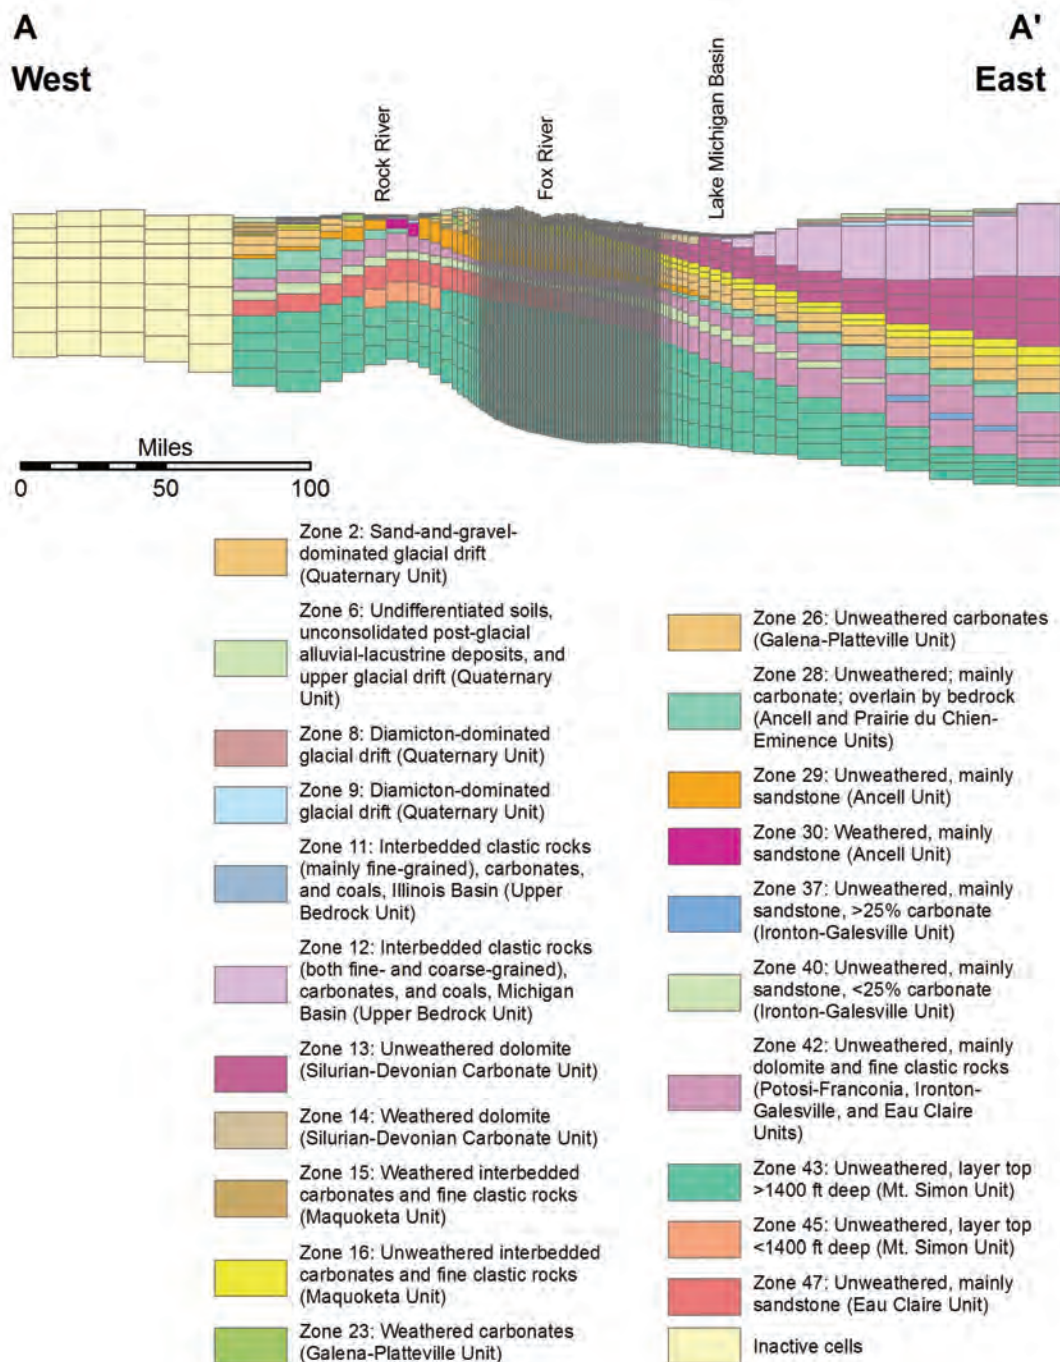 A
A'
West
East
Rock River
Fox River
Lake Michigan Basin
Miles
0
50
100
Zone 2: Sand-and-gravel-
dominated glacial drift
(Quaternary Unit)
Zone 6: Undifferentiated soils,
unconsolidated post-glacial
alluvial-lacustrine deposits, and
upper glacial drift (Quaternary
Unit)
Zone 8: Diamicton-dominated
glacial drift (Quaternary Unit)
Zone 9: Diamicton-dominated
glacial drift (Quaternary Unit)
Zone 11: Interbedded clastic rocks
(mainly fine-grained), carbonates,
and coals, Illinois Basin (Upper
Bedrock Unit)
Zone 12: Interbedded clastic rocks
(both fine- and coarse-grained),
carbonates, and coals, Michigan
Basin (Upper Bedrock Unit)
Zone 13: Unweathered dolomite
(Silurian-Devonian Carbonate Unit)
Zone 14: Weathered dolomite
(Silurian-Devonian Carbonate Unit)
Zone 15: Weathered interbedded
carbonates and fine clastic rocks
(Maquoketa Unit)
Zone 16: Unweathered interbedded
carbonates and fine clastic rocks
(Maquoketa Unit)
Zone 23: Weathered carbonates
(Galena-Platteville Unit)
Zone 26: Unweathered carbonates
(Galena-Platteville Unit)
Zone 28: Unweathered; mainly
carbonate; overlain by bedrock
(Ancell and Prairie du Chien-
Eminence Units)
Zone 29: Unweathered, mainly
sandstone (Ancell Unit)
Zone 30: Weathered, mainly
sandstone (Ancell Unit)
Zone 37: Unweathered, mainly
sandstone, >25% carbonate
(Ironton-Galesville Unit)
Zone 40: Unweathered, mainly
sandstone, <25% carbonate
(Ironton-Galesville Unit)
Zone 42: Unweathered, mainly
dolomite and fine clastic rocks
(Potosi-Franconia, Ironton-
Galesville, and Eau Claire
Units)
Zone 43: Unweathered, layer top
>1400 ft deep (Mt. Simon Unit)
Zone 45: Unweathered, layer top
<1400 ft deep (Mt. Simon Unit)
Zone 47: Unweathered, mainly
sandstone (Eau Claire Unit)
Inactive cells